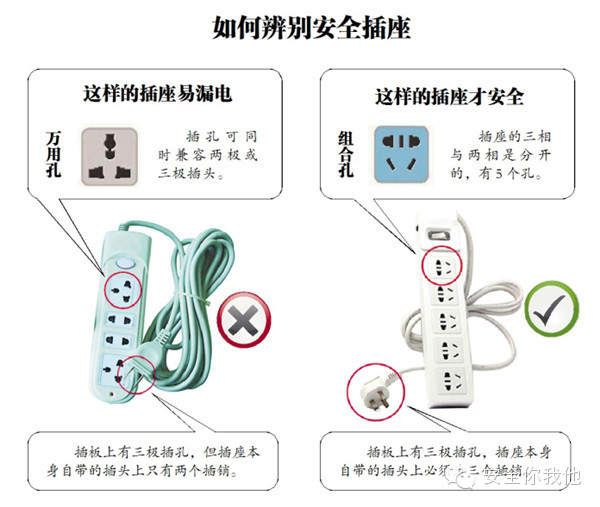 如何辨别安全插座
这样的插座易漏电
万用孔
插孔可同
时兼容两极或
三极插头。
这样的插座才安全
组合孔
插座的三相
与两相是分开
的，有5个孔。
插板上有三极插孔，但插座本
身自带的插头上只有两个插销。
插板上有三极插孔，插座本身
自带的插头上必须
三个插销
安全你我他